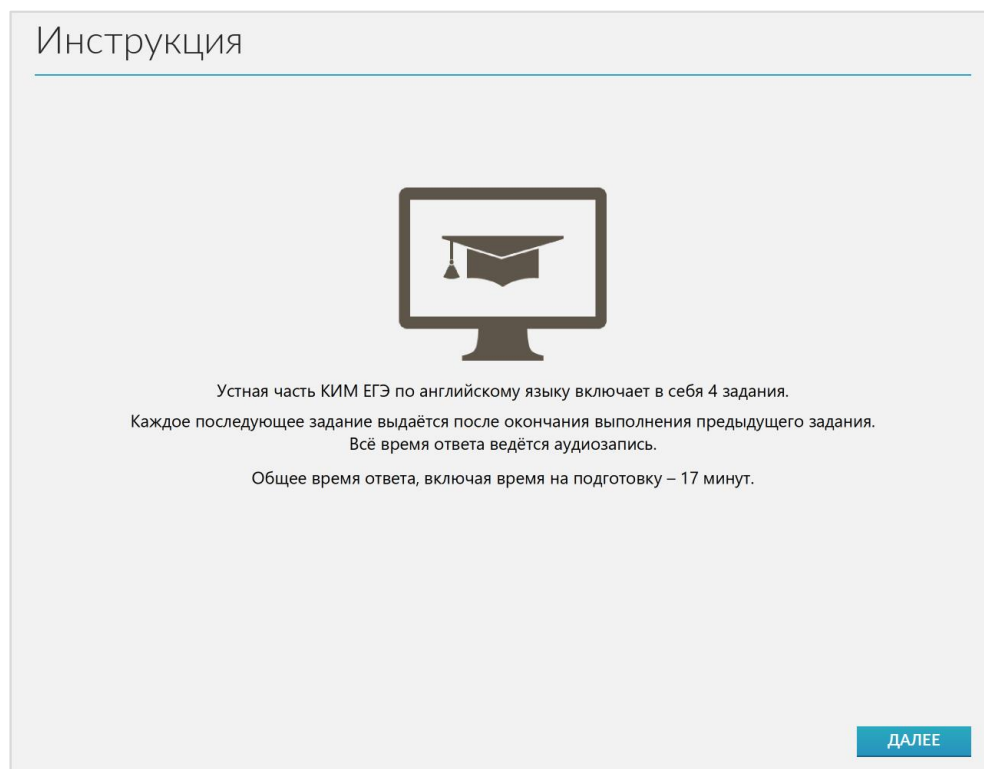 Инструкция
Устная часть КИМ ЕГЭ по английскому языку включает в себя 4 задания.
Каждое последующее задание выдаётся после окончания выполнения предыдущего задания.
Всё время ответа ведётся аудиозапись.
Общее время ответа, включая время на подготовку – 17 минут.
ДАЛЕЕ